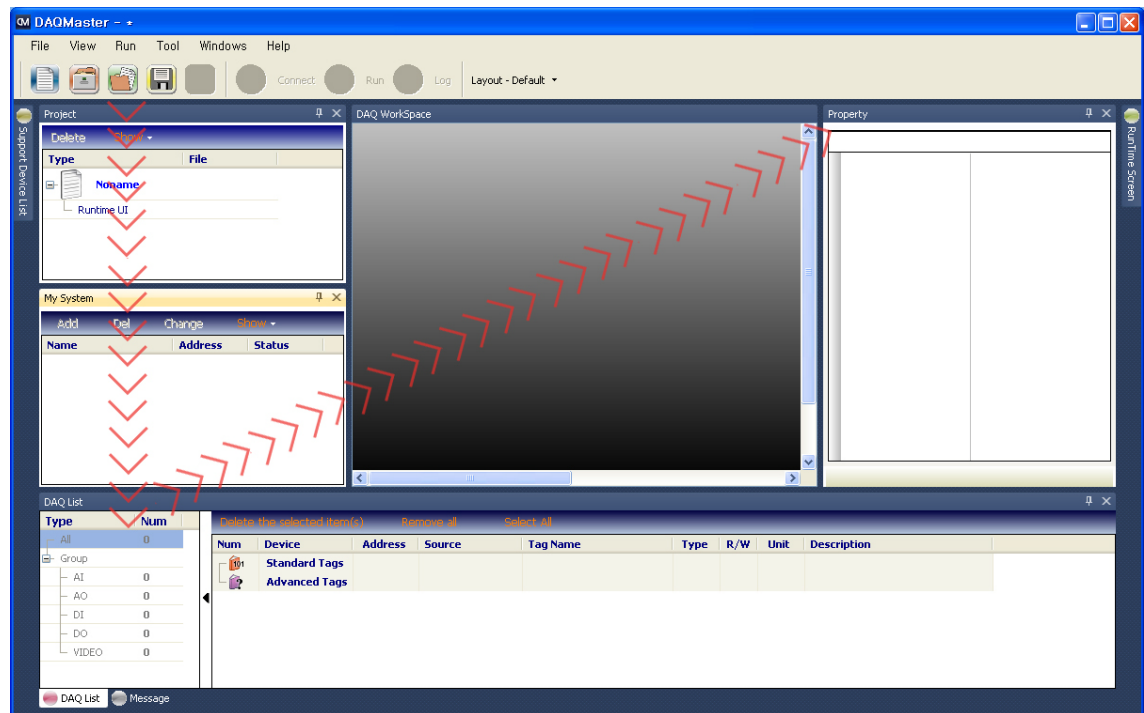 DAQMaster - *
File View Run Tool Windows Help
Connect Run Log Layout - Default
Support Device List
Project
Delete Show
Type File
Noname
Runtime UI
My System
Add Del Change Show
Name Address Status
DAQ WorkSpace
Property
RunTime Screen
DAQ List
Type Num
All 0
Group
AI 0
AO 0
DI 0
DO 0
VIDEO 0
Delete the selected item(s) Remove all Select All
Num Device Address Source Tag Name Type R/W Unit Description
101 Standard Tags
? Advanced Tags
DAQ List Message